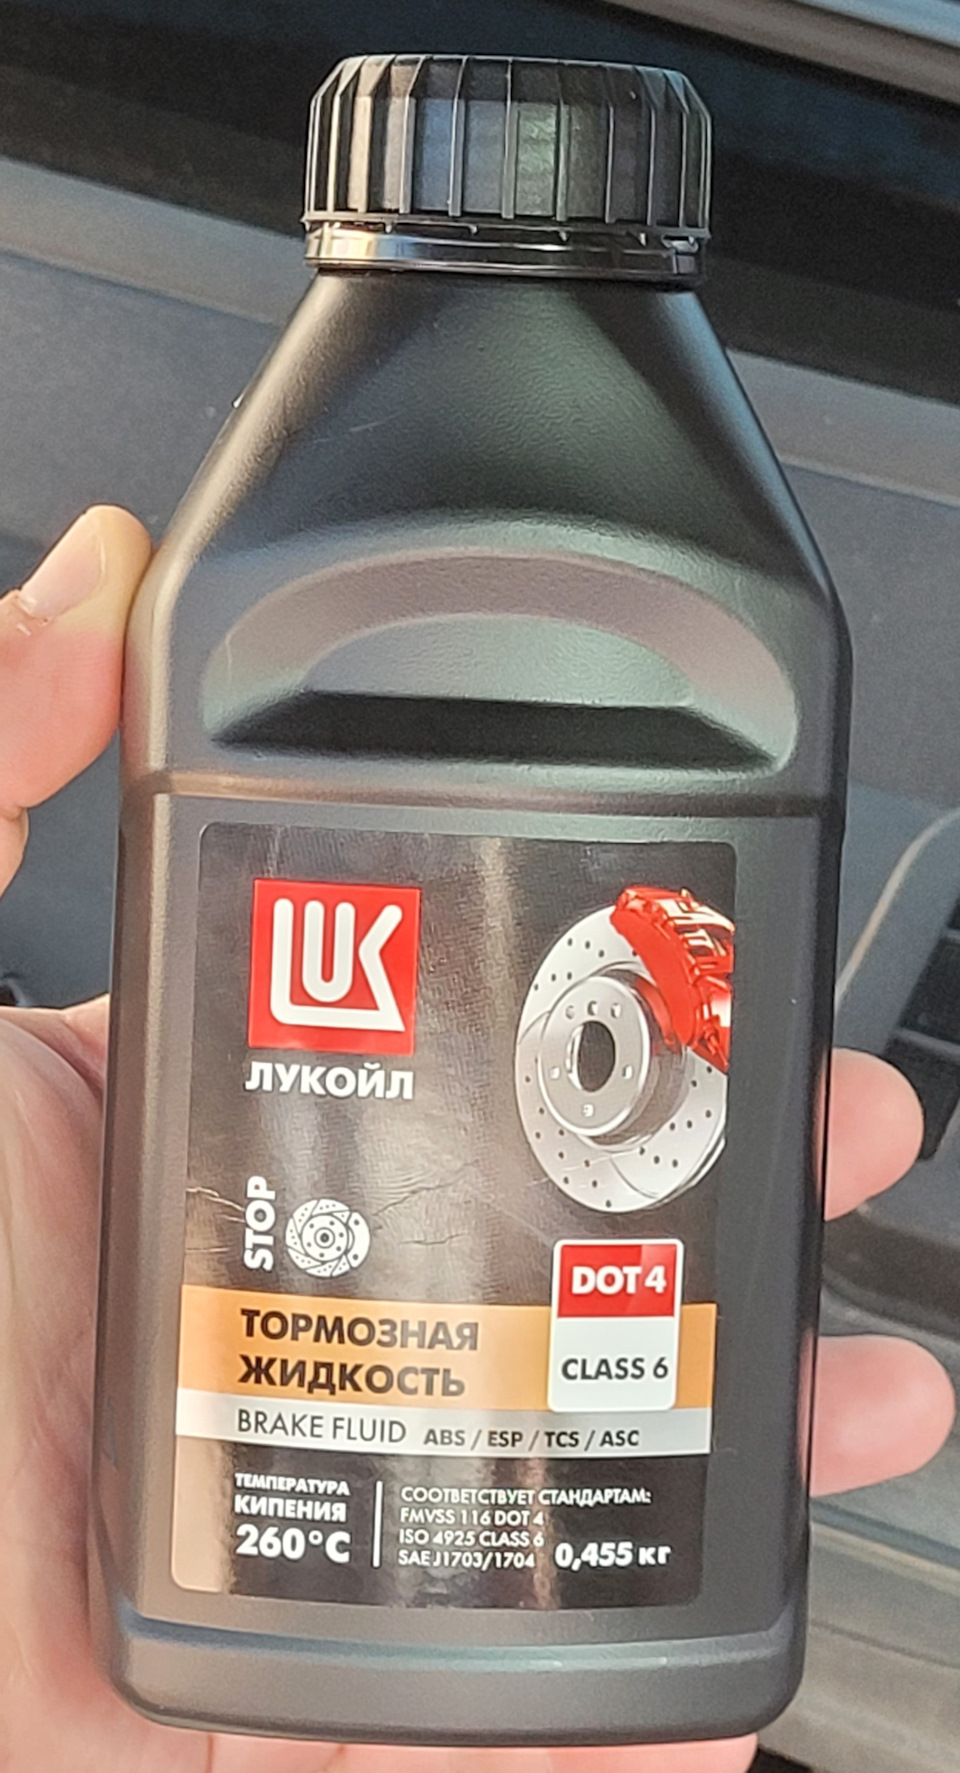 LUK
ЛУКОЙЛ
STOP
DOT 4
CLASS 6
ТОРМОЗНАЯ
ЖИДКОСТЬ
BRAKE FLUID ABS / ESP / TCS / ASC
ТЕМПЕРАТУРА
КИПЕНИЯ
260°C
СООТВЕТСТВУЕТ СТАНДАРТАМ:
FMVSS 116 DOT 4
ISO 4925 CLASS 6
SAE J1703/1704
0,455 кг